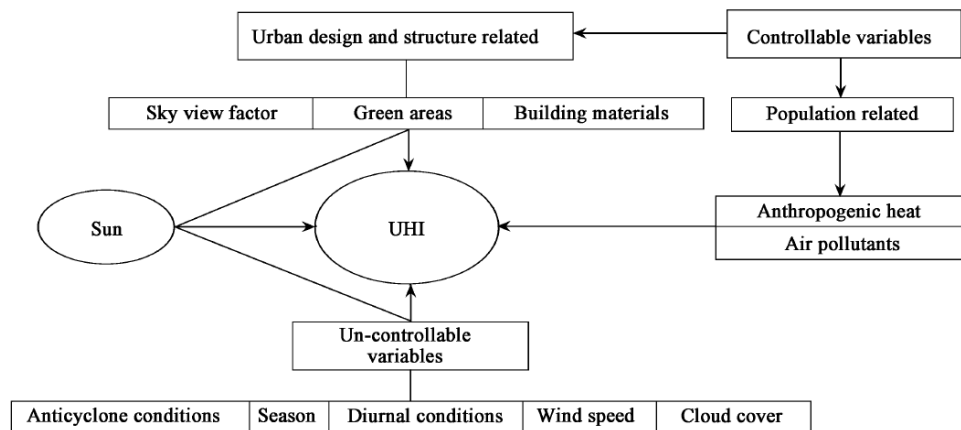 Urban design and structure related
Controllable variables
Sky view factor
Green areas
Building materials
Population related
Sun
UHI
Anthropogenic heat
Air pollutants
Un-controllable
variables
Anticyclone conditions
Season
Diurnal conditions
Wind speed
Cloud cover